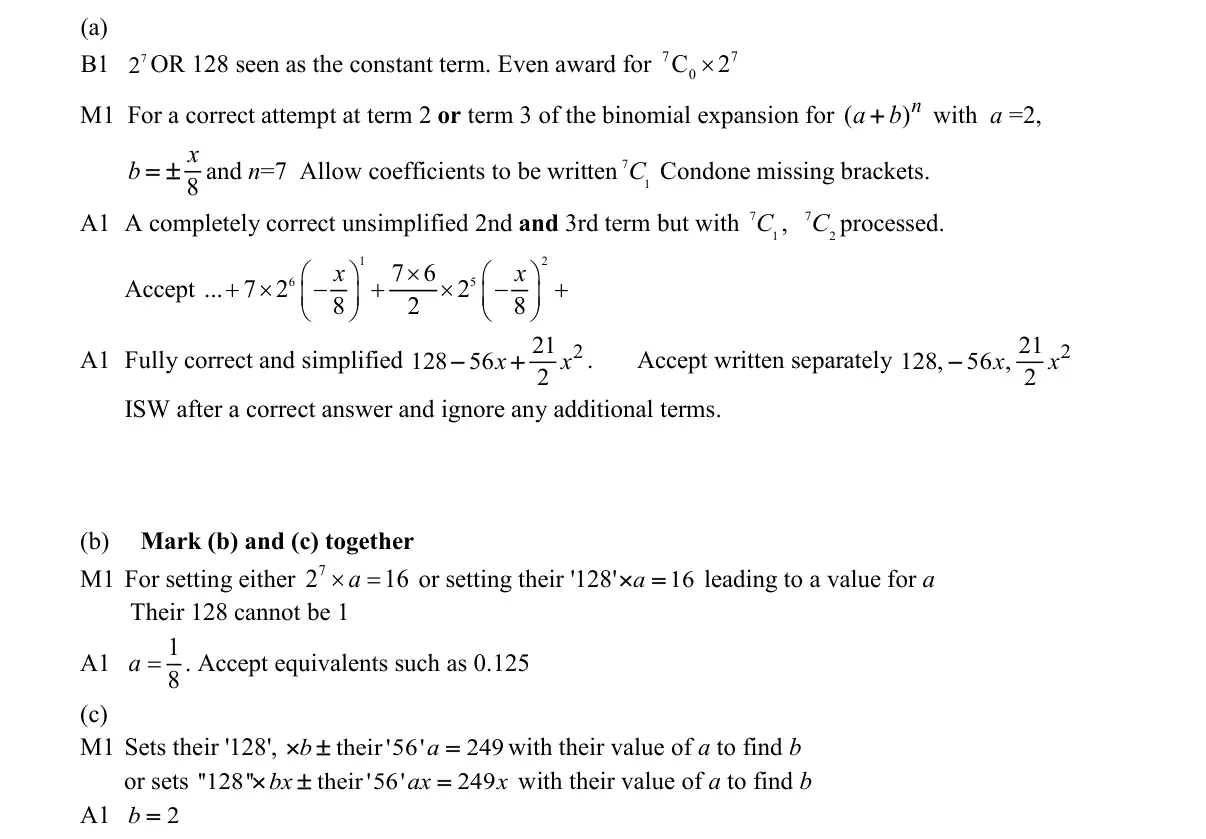 (a)
B1 2⁷ OR 128 seen as the constant term. Even award for ⁷C₀ × 2⁷
M1 For a correct attempt at term 2 or term 3 of the binomial expansion for (a + b)ⁿ with a =2,
b = ± x/8 and n=7 Allow coefficients to be written ⁷C₁ Condone missing brackets.
A1 A completely correct unsimplified 2nd and 3rd term but with ⁷C₁, ⁷C₂ processed.
Accept ... + 7 × 2⁶ (−x/8)¹ + (7×6)/2 × 2⁵ (−x/8)² +
A1 Fully correct and simplified 128 − 56x + 21/2 x². Accept written separately 128, − 56x, 21/2 x²
ISW after a correct answer and ignore any additional terms.
(b) Mark (b) and (c) together
M1 For setting either 2⁷ × a = 16 or setting their '128'×a = 16 leading to a value for a
Their 128 cannot be 1
A1 a = 1/8. Accept equivalents such as 0.125
(c)
M1 Sets their '128', ×b ± their '56' a = 249 with their value of a to find b
or sets "128"× bx ± their '56' ax = 249x with their value of a to find b
A1 b = 2